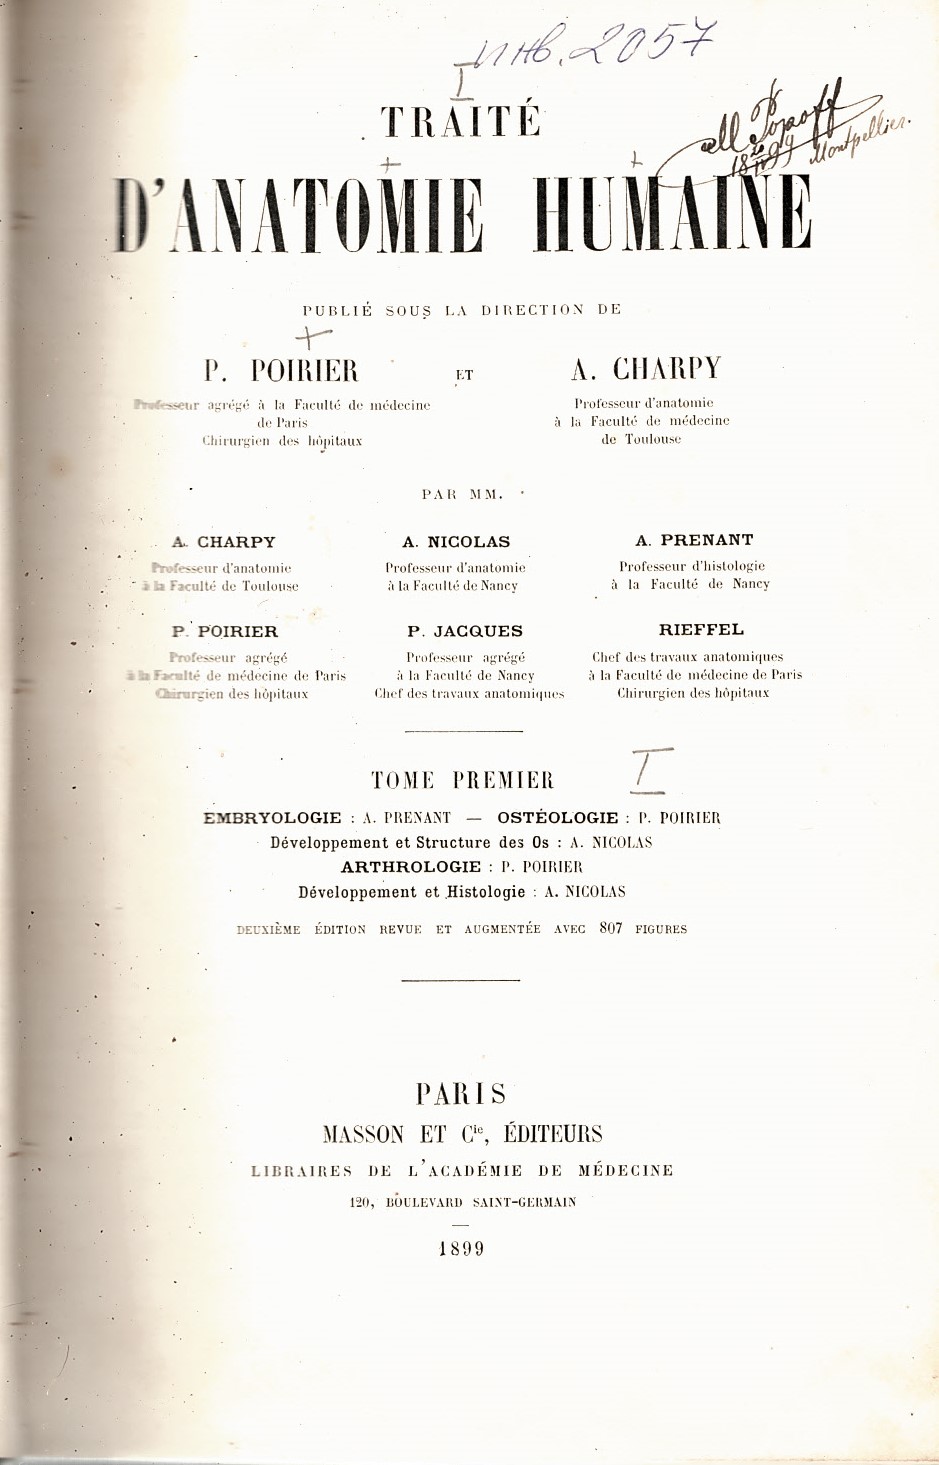 инв. 2057
I
TRAITÉ
M Popoff
Montpellier.
D'ANATOMIE HUMAINE
PUBLIÉ SOUS LA DIRECTION DE
P. POIRIER ET A. CHARPY
Professeur agrégé à la Faculté de médecine
de Paris
Chirurgien des hôpitaux
Professeur d'anatomie
à la Faculté de médecine
de Toulouse
PAR MM.
A. CHARPY
Professeur d'anatomie
à la Faculté de Toulouse
A. NICOLAS
Professeur d'anatomie
à la Faculté de Nancy
A. PRENANT
Professeur d'histologie
à la Faculté de Nancy
P. POIRIER
Professeur agrégé
à la Faculté de médecine de Paris
Chirurgien des hôpitaux
P. JACQUES
Professeur agrégé
à la Faculté de Nancy
Chef des travaux anatomiques
RIEFFEL
Chef des travaux anatomiques
à la Faculté de médecine de Paris
Chirurgien des hôpitaux
TOME PREMIER I
EMBRYOLOGIE : A. PRENANT — OSTÉOLOGIE : P. POIRIER
Développement et Structure des Os : A. NICOLAS
ARTHROLOGIE : P. POIRIER
Développement et Histologie : A. NICOLAS
DEUXIÈME ÉDITION REVUE ET AUGMENTÉE AVEC 807 FIGURES
PARIS
MASSON ET Cie, ÉDITEURS
LIBRAIRES DE L'ACADÉMIE DE MÉDECINE
120, BOULEVARD SAINT-GERMAIN
1899